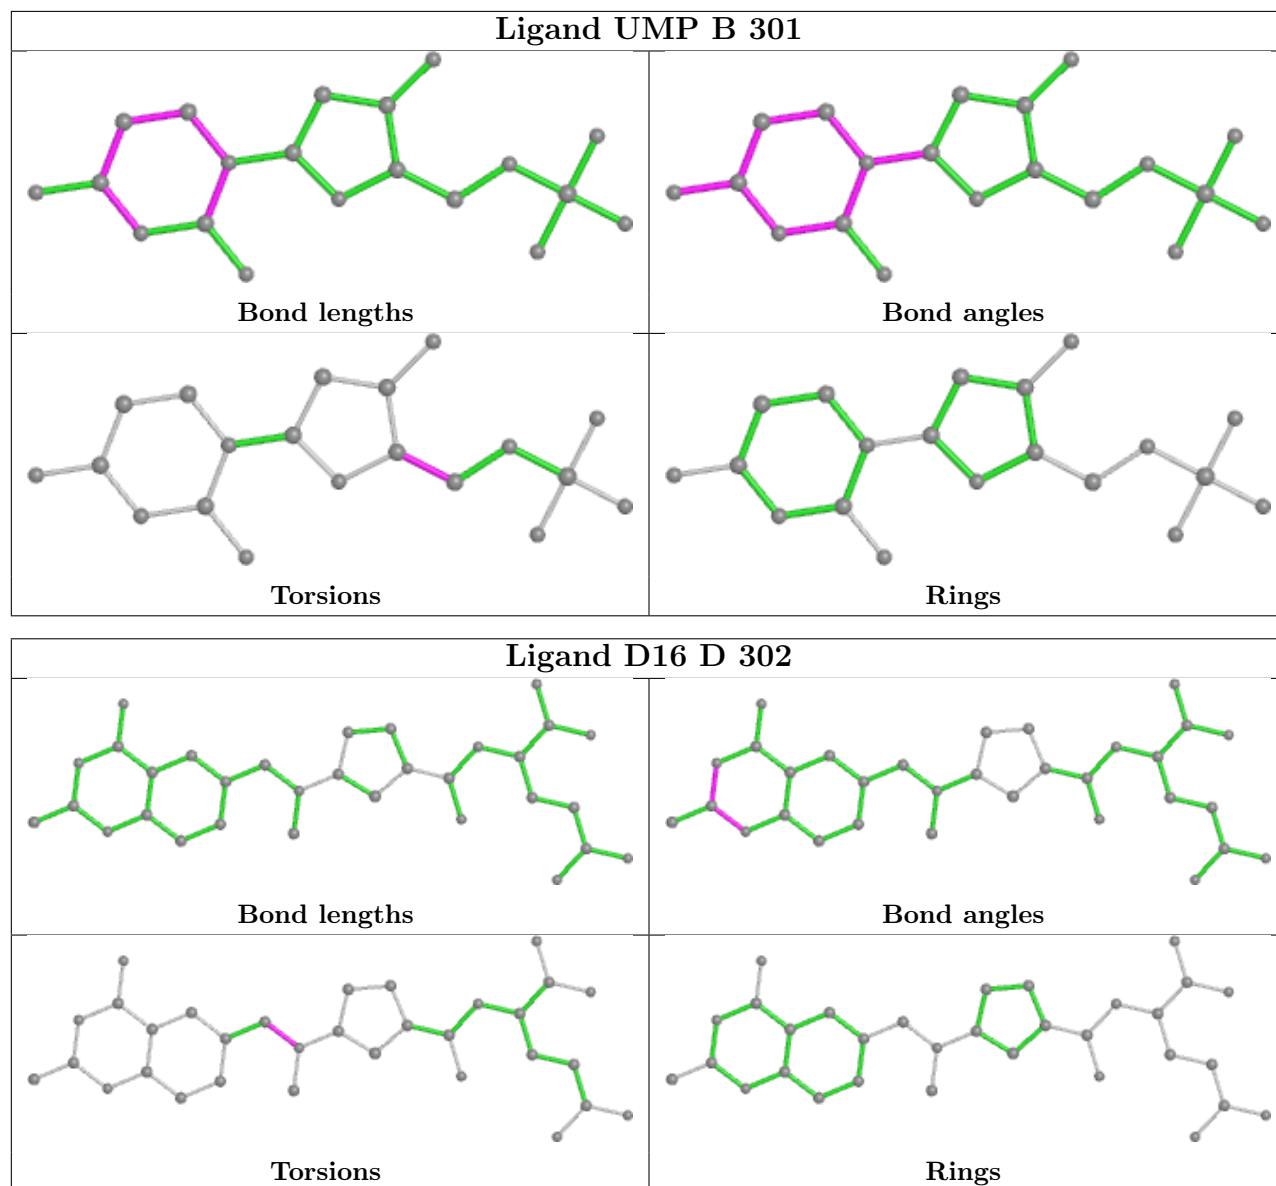 Ligand UMP B 301
Bond lengths
Bond angles
Torsions
Rings
Ligand D16 D 302
Bond lengths
Bond angles
Torsions
Rings